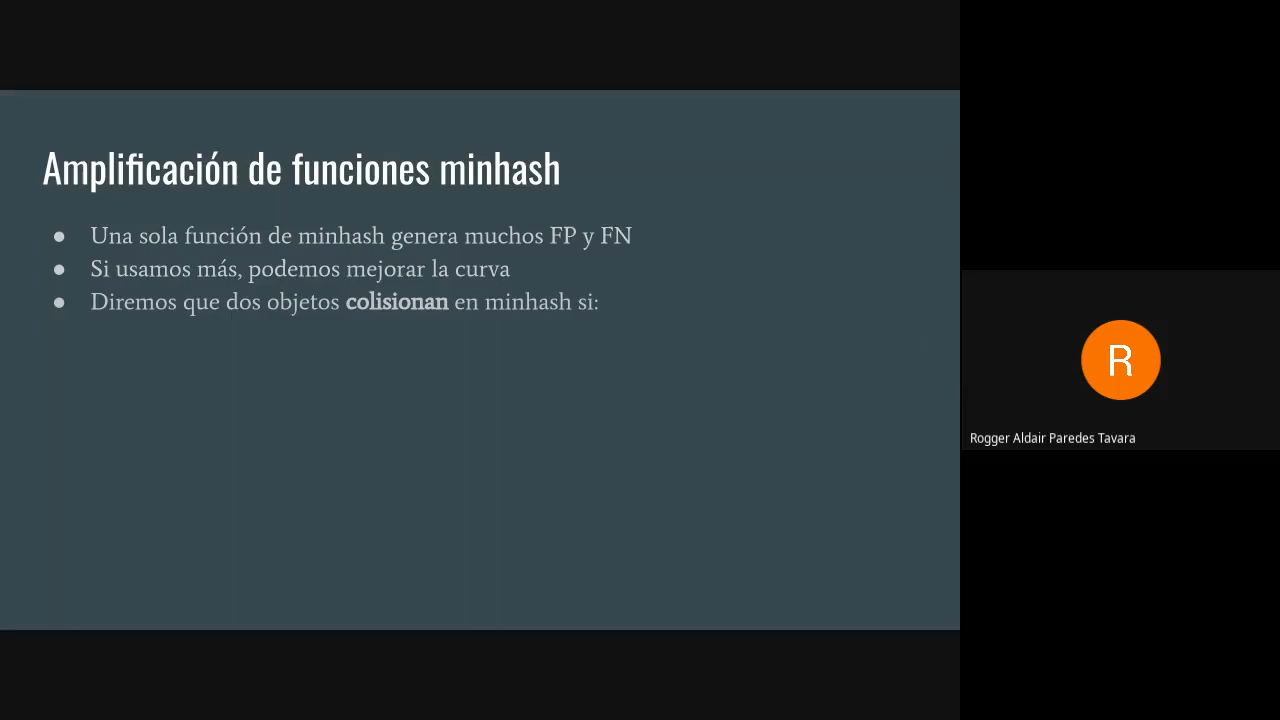 Amplificación de funciones minhash
● Una sola función de minhash genera muchos FP y FN
● Si usamos más, podemos mejorar la curva
● Diremos que dos objetos colisionan en minhash si:
R
Rogger Aldair Paredes Tavara